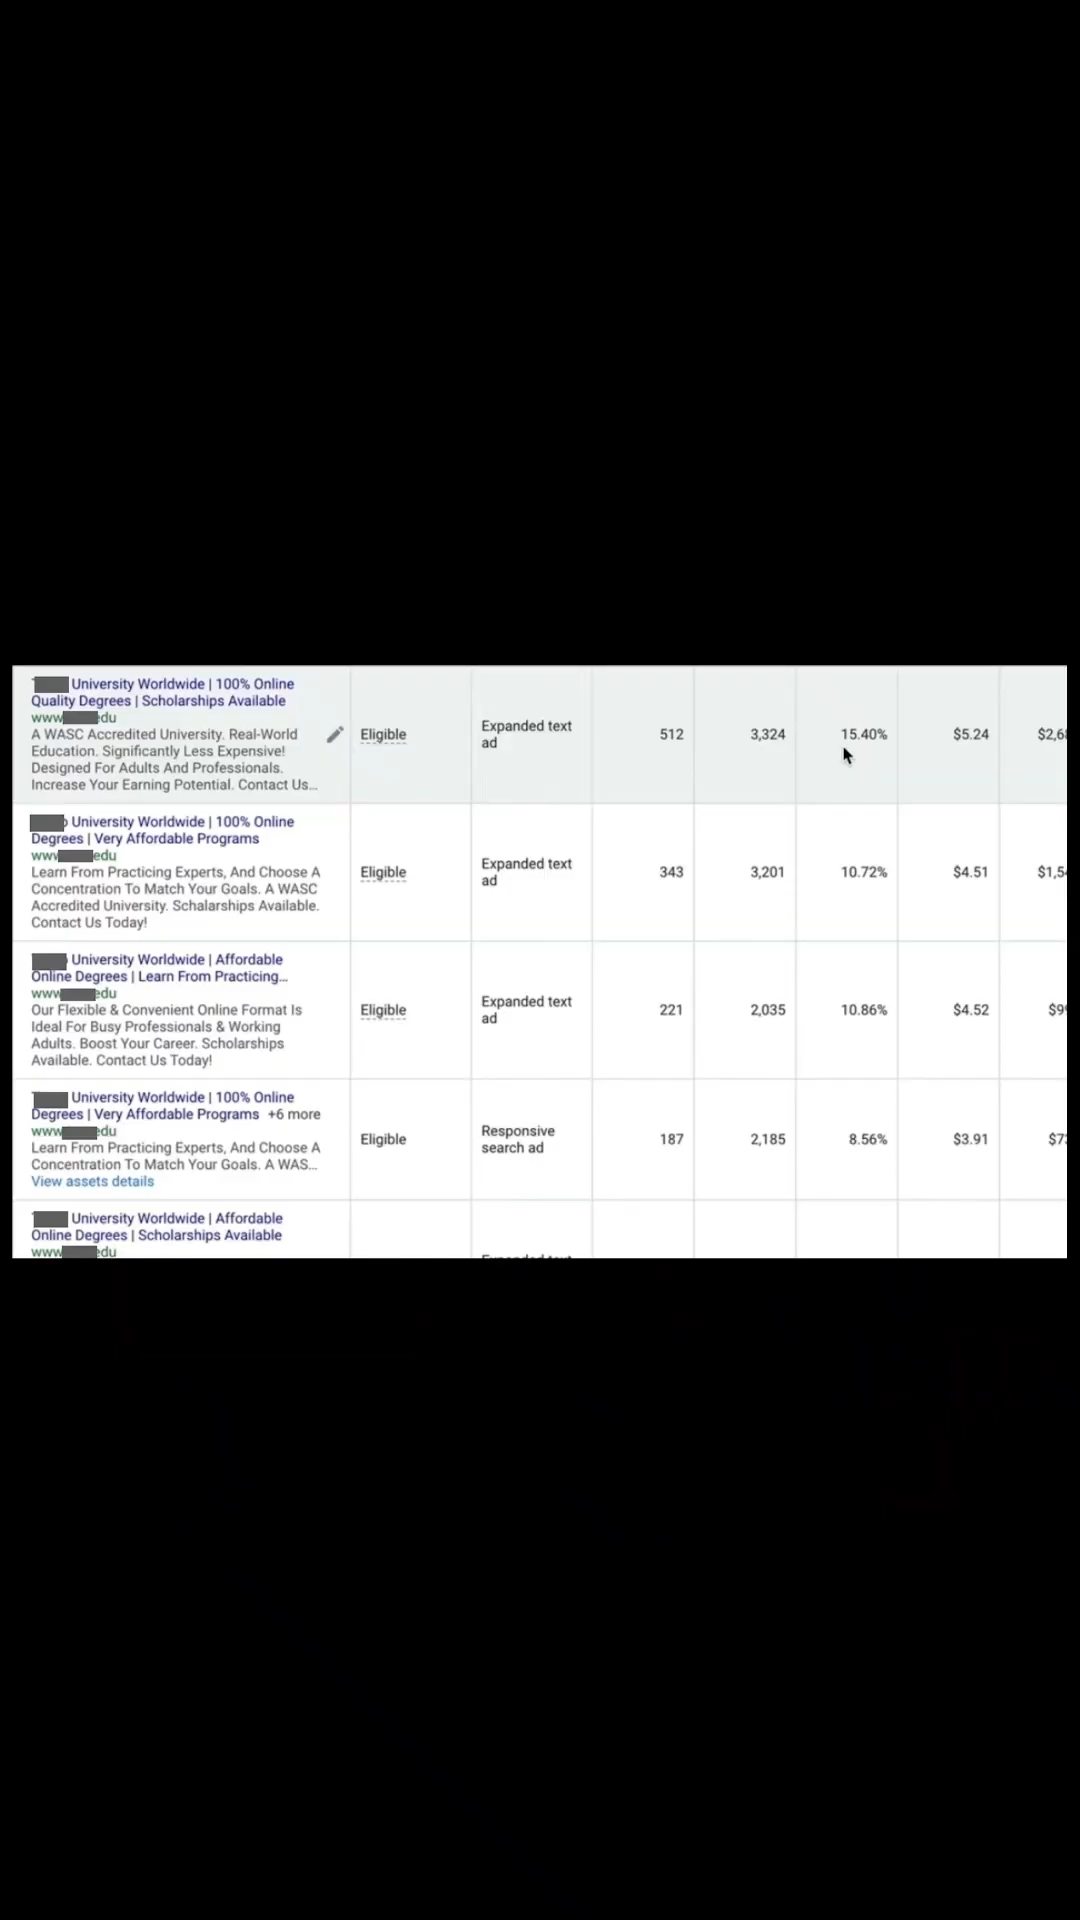 University Worldwide | 100% Online
Quality Degrees | Scholarships Available
www edu
A WASC Accredited University. Real-World
Education. Significantly Less Expensive!
Designed For Adults And Professionals.
Increase Your Earning Potential. Contact Us...
Eligible
Expanded text
ad
512
3,324
15.40%
$5.24
University Worldwide | 100% Online
Degrees | Very Affordable Programs
www edu
Learn From Practicing Experts, And Choose A
Concentration To Match Your Goals. A WASC
Accredited University. Schalarships Available.
Contact Us Today!
Eligible
Expanded text
ad
343
3,201
10.72%
$4.51
University Worldwide | Affordable
Online Degrees | Learn From Practicing...
www edu
Our Flexible & Convenient Online Format Is
Ideal For Busy Professionals & Working
Adults. Boost Your Career. Scholarships
Available. Contact Us Today!
Eligible
Expanded text
ad
221
2,035
10.86%
$4.52
University Worldwide | 100% Online
Degrees | Very Affordable Programs +6 more
www edu
Learn From Practicing Experts, And Choose A
Concentration To Match Your Goals. A WAS...
View assets details
Eligible
Responsive
search ad
187
2,185
8.56%
$3.91
University Worldwide | Affordable
Online Degrees | Scholarships Available
www edu